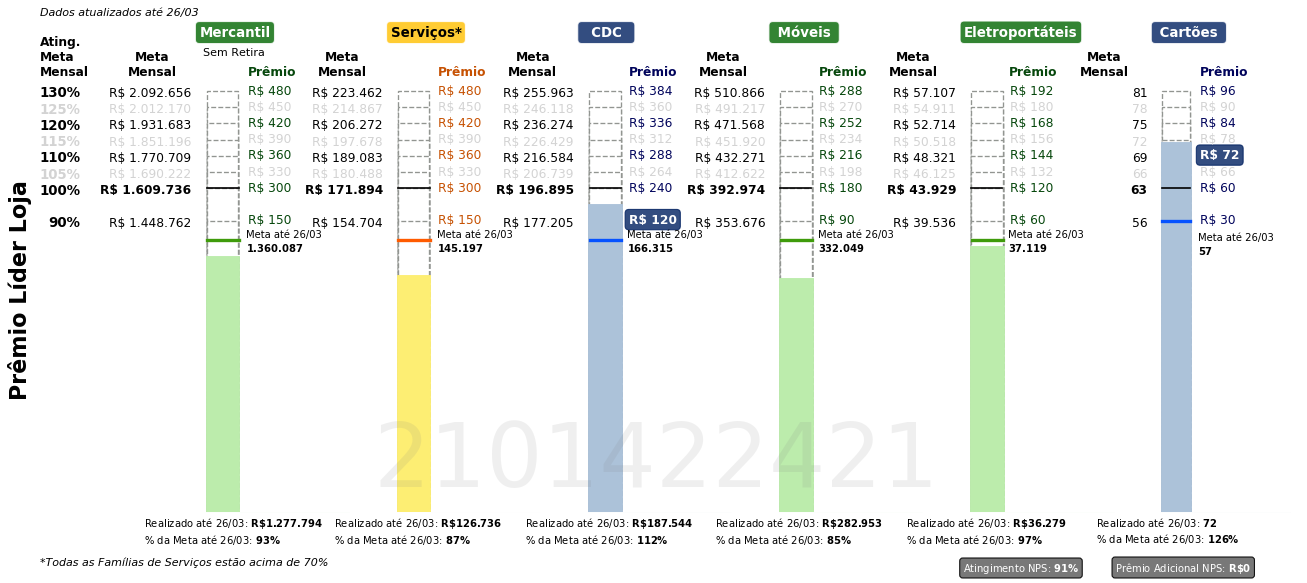 Dados atualizados até 26/03
Mercantil Serviços* CDC Móveis Eletroportáteis Cartões
Sem Retira
Ating. Meta Mensal Meta Mensal Prêmio Meta Mensal Prêmio Meta Mensal Prêmio Meta Mensal Prêmio Meta Mensal Prêmio Meta Mensal Prêmio
130% R$ 2.092.656 R$ 480 R$ 223.462 R$ 480 R$ 255.963 R$ 384 R$ 510.866 R$ 288 R$ 57.107 R$ 192 81 R$ 96
125% R$ 2.012.170 R$ 450 R$ 214.867 R$ 450 R$ 246.118 R$ 360 R$ 491.217 R$ 270 R$ 54.911 R$ 180 78 R$ 90
120% R$ 1.931.683 R$ 420 R$ 206.272 R$ 420 R$ 236.274 R$ 336 R$ 471.568 R$ 252 R$ 52.714 R$ 168 75 R$ 84
115% R$ 1.851.196 R$ 390 R$ 197.678 R$ 390 R$ 226.429 R$ 312 R$ 451.920 R$ 234 R$ 50.518 R$ 156 72 R$ 78
110% R$ 1.770.709 R$ 360 R$ 189.083 R$ 360 R$ 216.584 R$ 288 R$ 432.271 R$ 216 R$ 48.321 R$ 144 69 R$ 72
105% R$ 1.690.222 R$ 330 R$ 180.488 R$ 330 R$ 206.739 R$ 264 R$ 412.622 R$ 198 R$ 46.125 R$ 132 66 R$ 66
100% R$ 1.609.736 R$ 300 R$ 171.894 R$ 300 R$ 196.895 R$ 240 R$ 392.974 R$ 180 R$ 43.929 R$ 120 63 R$ 60
90% R$ 1.448.762 R$ 150 R$ 154.704 R$ 150 R$ 177.205 R$ 120 R$ 353.676 R$ 90 R$ 39.536 R$ 60 56 R$ 30
Meta até 26/03 Meta até 26/03 Meta até 26/03 Meta até 26/03 Meta até 26/03 Meta até 26/03
1.360.087 145.197 166.315 332.049 37.119 57
Prêmio Líder Loja
2101422421
Realizado até 26/03: R$1.277.794 Realizado até 26/03: R$126.736 Realizado até 26/03: R$187.544 Realizado até 26/03: R$282.953 Realizado até 26/03: R$36.279 Realizado até 26/03: 72
% da Meta até 26/03: 93% % da Meta até 26/03: 87% % da Meta até 26/03: 112% % da Meta até 26/03: 85% % da Meta até 26/03: 97% % da Meta até 26/03: 126%
*Todas as Famílias de Serviços estão acima de 70% Atingimento NPS: 91% Prêmio Adicional NPS: R$0